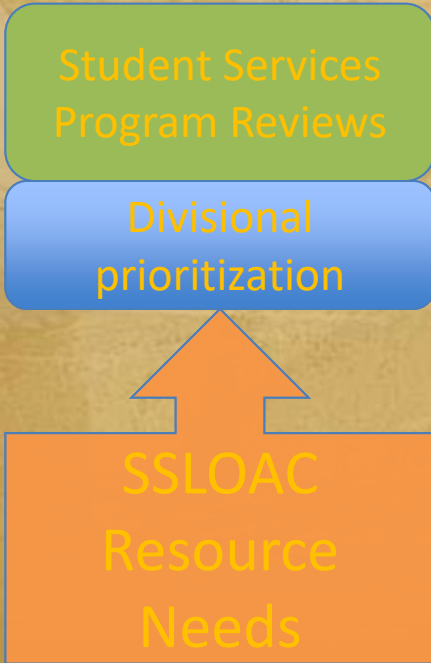 Student Services
Program Reviews
Divisional
prioritization
SSLOAC
Resource
Needs